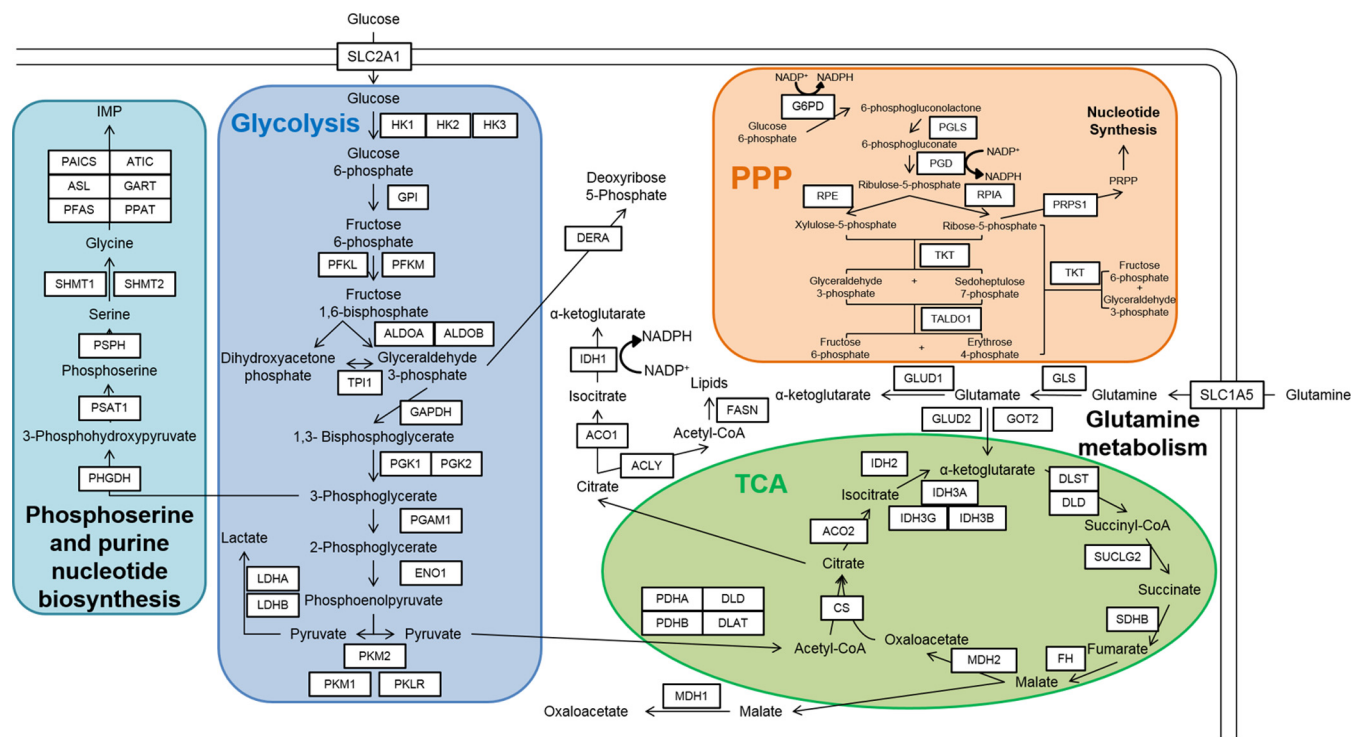 Glucose
SLC2A1
IMP
PAICS ATIC
ASL GART
PFAS PPAT
Glycine
SHMT1 SHMT2
Serine
PSPH
Phosphoserine
PSAT1
3-Phosphohydroxypyruvate
PHGDH
Phosphoserine
and purine
nucleotide
biosynthesis
Glycolysis
Glucose
HK1 HK2 HK3
Glucose
6-phosphate
GPI
Fructose
6-phosphate
PFKL PFKM
Fructose
1,6-bisphosphate
ALDOA ALDOB
Dihydroxyacetone
phosphate
TPI1
Glyceraldehyde
3-phosphate
GAPDH
1,3- Bisphosphoglycerate
PGK1 PGK2
3-Phosphoglycerate
PGAM1
2-Phosphoglycerate
ENO1
Phosphoenolpyruvate
Lactate
LDHA
LDHB
Pyruvate Pyruvate
PKM2
PKM1 PKLR
Deoxyribose
5-Phosphate
DERA
α-ketoglutarate
NADPH
IDH1
NADP+
Isocitrate
ACO1
Citrate
Lipids
FASN
Acetyl-CoA
ACLY
PPP
NADP+ NADPH
G6PD
Glucose
6-phosphate
6-phosphogluconolactone
PGLS
6-phosphogluconate
PGD
NADP+
NADPH
Ribulose-5-phosphate
RPE
RPIA
Xylulose-5-phosphate
Ribose-5-phosphate
PRPS1
PRPP
Nucleotide
Synthesis
TKT
Glyceraldehyde
3-phosphate
+
Sedoheptulose
7-phosphate
TALDO1
Fructose
6-phosphate
+
Erythrose
4-phosphate
TKT
Fructose
6-phosphate
+
Glyceraldehyde
3-phosphate
α-ketoglutarate
GLUD1
Glutamate
GLS
Glutamine
SLC1A5
Glutamine
GLUD2
GOT2
Glutamine
metabolism
TCA
IDH2
α-ketoglutarate
Isocitrate
IDH3A
IDH3G IDH3B
DLST
DLD
Succinyl-CoA
ACO2
Citrate
SUCLG2
Succinate
PDHA DLD
PDHB DLAT
CS
Acetyl-CoA
Oxaloacetate
SDHB
Fumarate
FH
MDH2
Malate
MDH1
Oxaloacetate
Malate